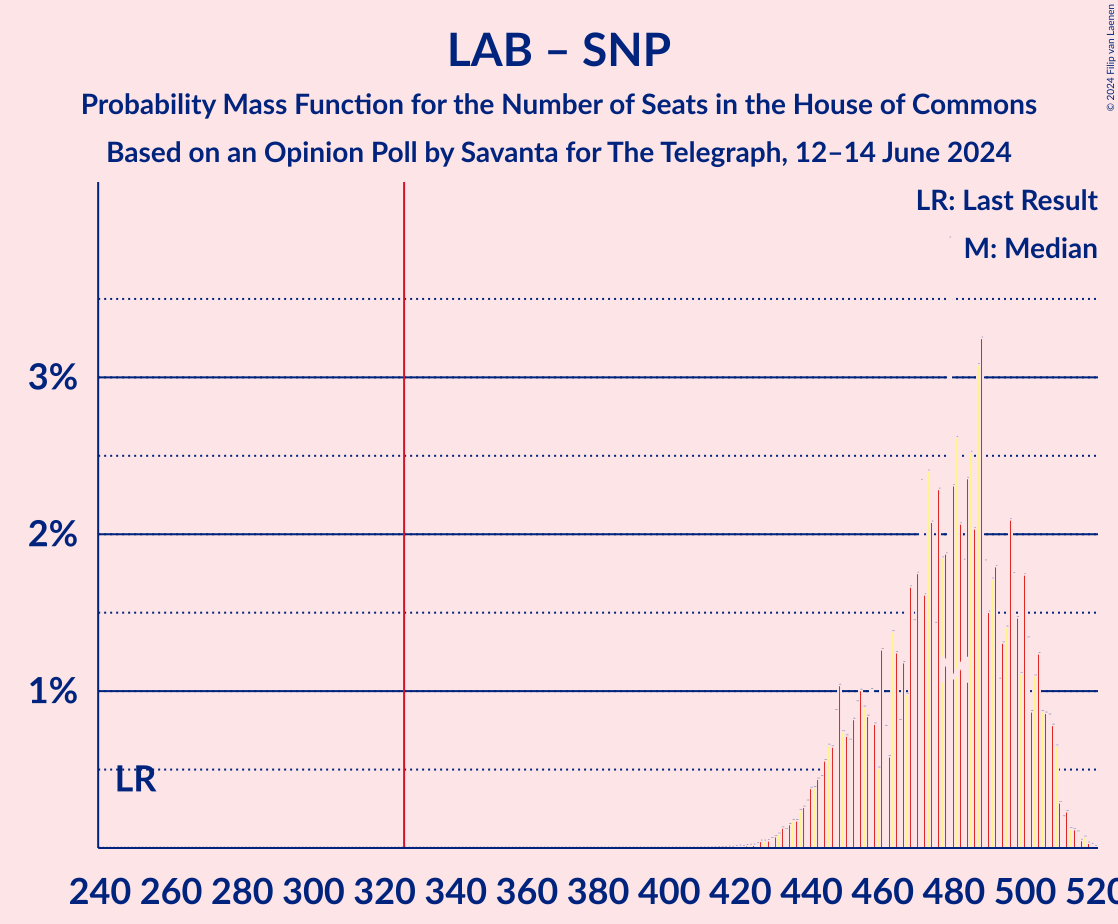 LAB – SNP
Probability Mass Function for the Number of Seats in the House of Commons
Based on an Opinion Poll by Savanta for The Telegraph, 12–14 June 2024
© 2024 Filip van Laenen
LR: Last Result
M: Median
3%
2%
1%
LR
M
240 260 280 300 320 340 360 380 400 420 440 460 480 500 520